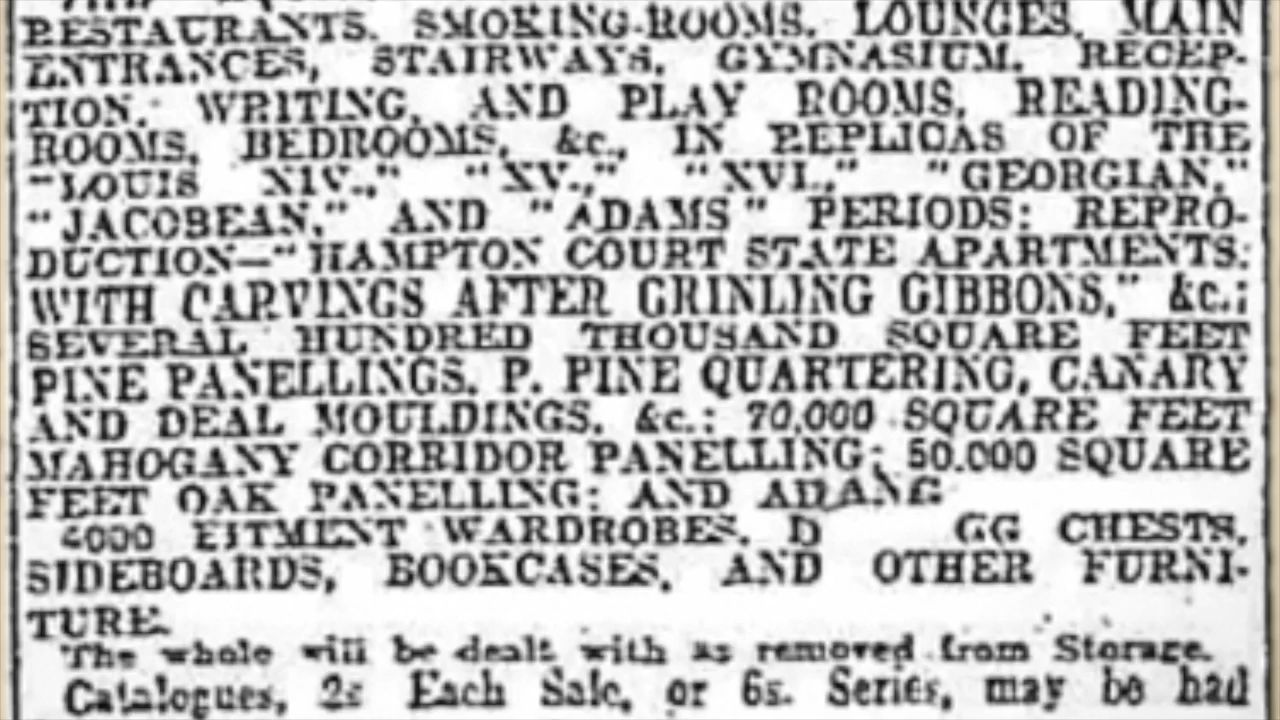 RESTAURANTS, SMOKING-ROOMS, LOUNGES, MAIN
ENTRANCES, STAIRWAYS, GYMNASIUM, RECEP-
TION, WRITING, AND PLAY ROOMS, READING-
ROOMS, BEDROOMS, &c., IN REPLICAS OF THE
"LOUIS XIV.," "XV.," "XVI.," "GEORGIAN,"
"JACOBEAN," AND "ADAMS" PERIODS; REPRO-
DUCTION—"HAMPTON COURT STATE APARTMENTS;
WITH CARVINGS AFTER GRINLING GIBBONS," &c.;
SEVERAL HUNDRED THOUSAND SQUARE FEET
PINE PANELLINGS, P. PINE QUARTERING, CANARY
AND DEAL MOULDINGS, &c.; 70,000 SQUARE FEET
MAHOGANY CORRIDOR PANELLING; 50,000 SQUARE
FEET OAK PANELLING; AND
4000 FITMENT WARDROBES, CHESTS,
SIDEBOARDS, BOOKCASES, AND OTHER FURNI-
TURE.
The whole will be dealt with as removed from Storage.
Catalogues, 2s Each Sale, or 6s. Series, may be had